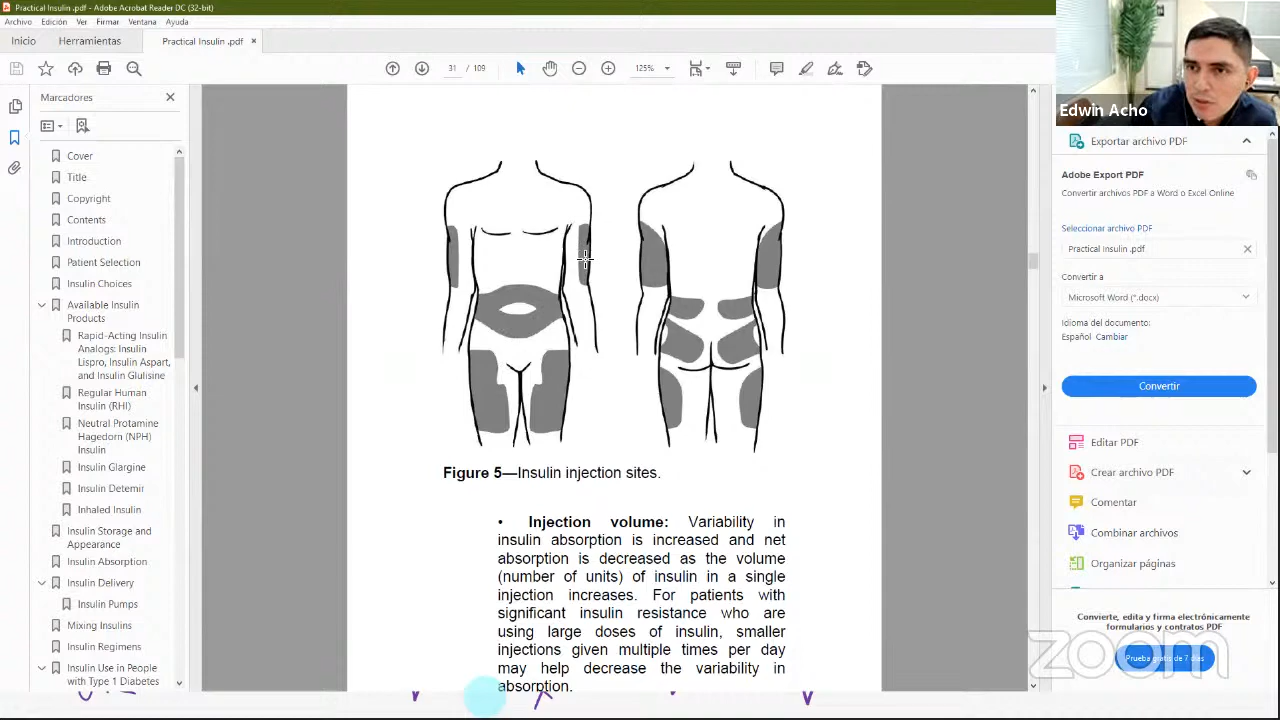 Practical Insulin .pdf - Adobe Acrobat Reader DC (32-bit)
Archivo Edición Ver Firmar Ventana Ayuda
Inicio Herramientas Practical Insulin .pdf ×
31 / 109 125%
Marcadores
Cover
Title
Copyright
Contents
Introduction
Patient Selection
Insulin Choices
Available Insulin
Products
Rapid-Acting Insulin
Analogs: Insulin
Lispro, Insulin Aspart,
and Insulin Glulisine
Regular Human
Insulin (RHI)
Neutral Protamine
Hagedorn (NPH)
Insulin
Insulin Glargine
Insulin Detemir
Inhaled Insulin
Insulin Storage and
Appearance
Insulin Absorption
Insulin Delivery
Insulin Pumps
Mixing Insulins
Insulin Regimens
Insulin Use in People
with Type 1 Diabetes
Figure 5—Insulin injection sites.
• Injection volume: Variability in
insulin absorption is increased and net
absorption is decreased as the volume
(number of units) of insulin in a single
injection increases. For patients with
significant insulin resistance who are
using large doses of insulin, smaller
injections given multiple times per day
may help decrease the variability in
absorption.
Edwin Acho
Exportar archivo PDF
Adobe Export PDF
Convertir archivos PDF a Word o Excel Online
Seleccionar archivo PDF
Practical Insulin .pdf
Convertir a
Microsoft Word (*.docx)
Idioma del documento:
Español Cambiar
Convertir
Editar PDF
Crear archivo PDF
Comentar
Combinar archivos
Organizar páginas
Convierte, edita y firma electrónicamente
formularios y contratos PDF
Prueba gratis de 7 días
zoom